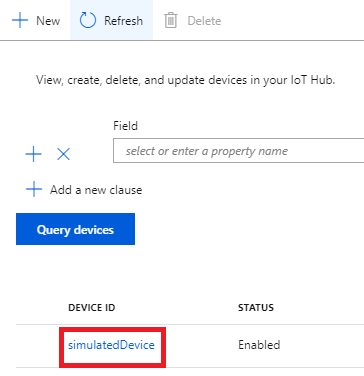 New Refresh Delete
View, create, delete, and update devices in your IoT Hub.
Field
select or enter a property name
Add a new clause
Query devices
DEVICE ID STATUS
simulatedDevice Enabled